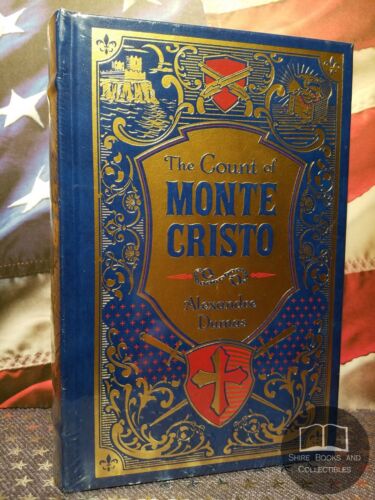 The Count of
MONTE
CRISTO
Alexandre
Dumas
SHIRE BOOKS AND
COLLECTIBLES